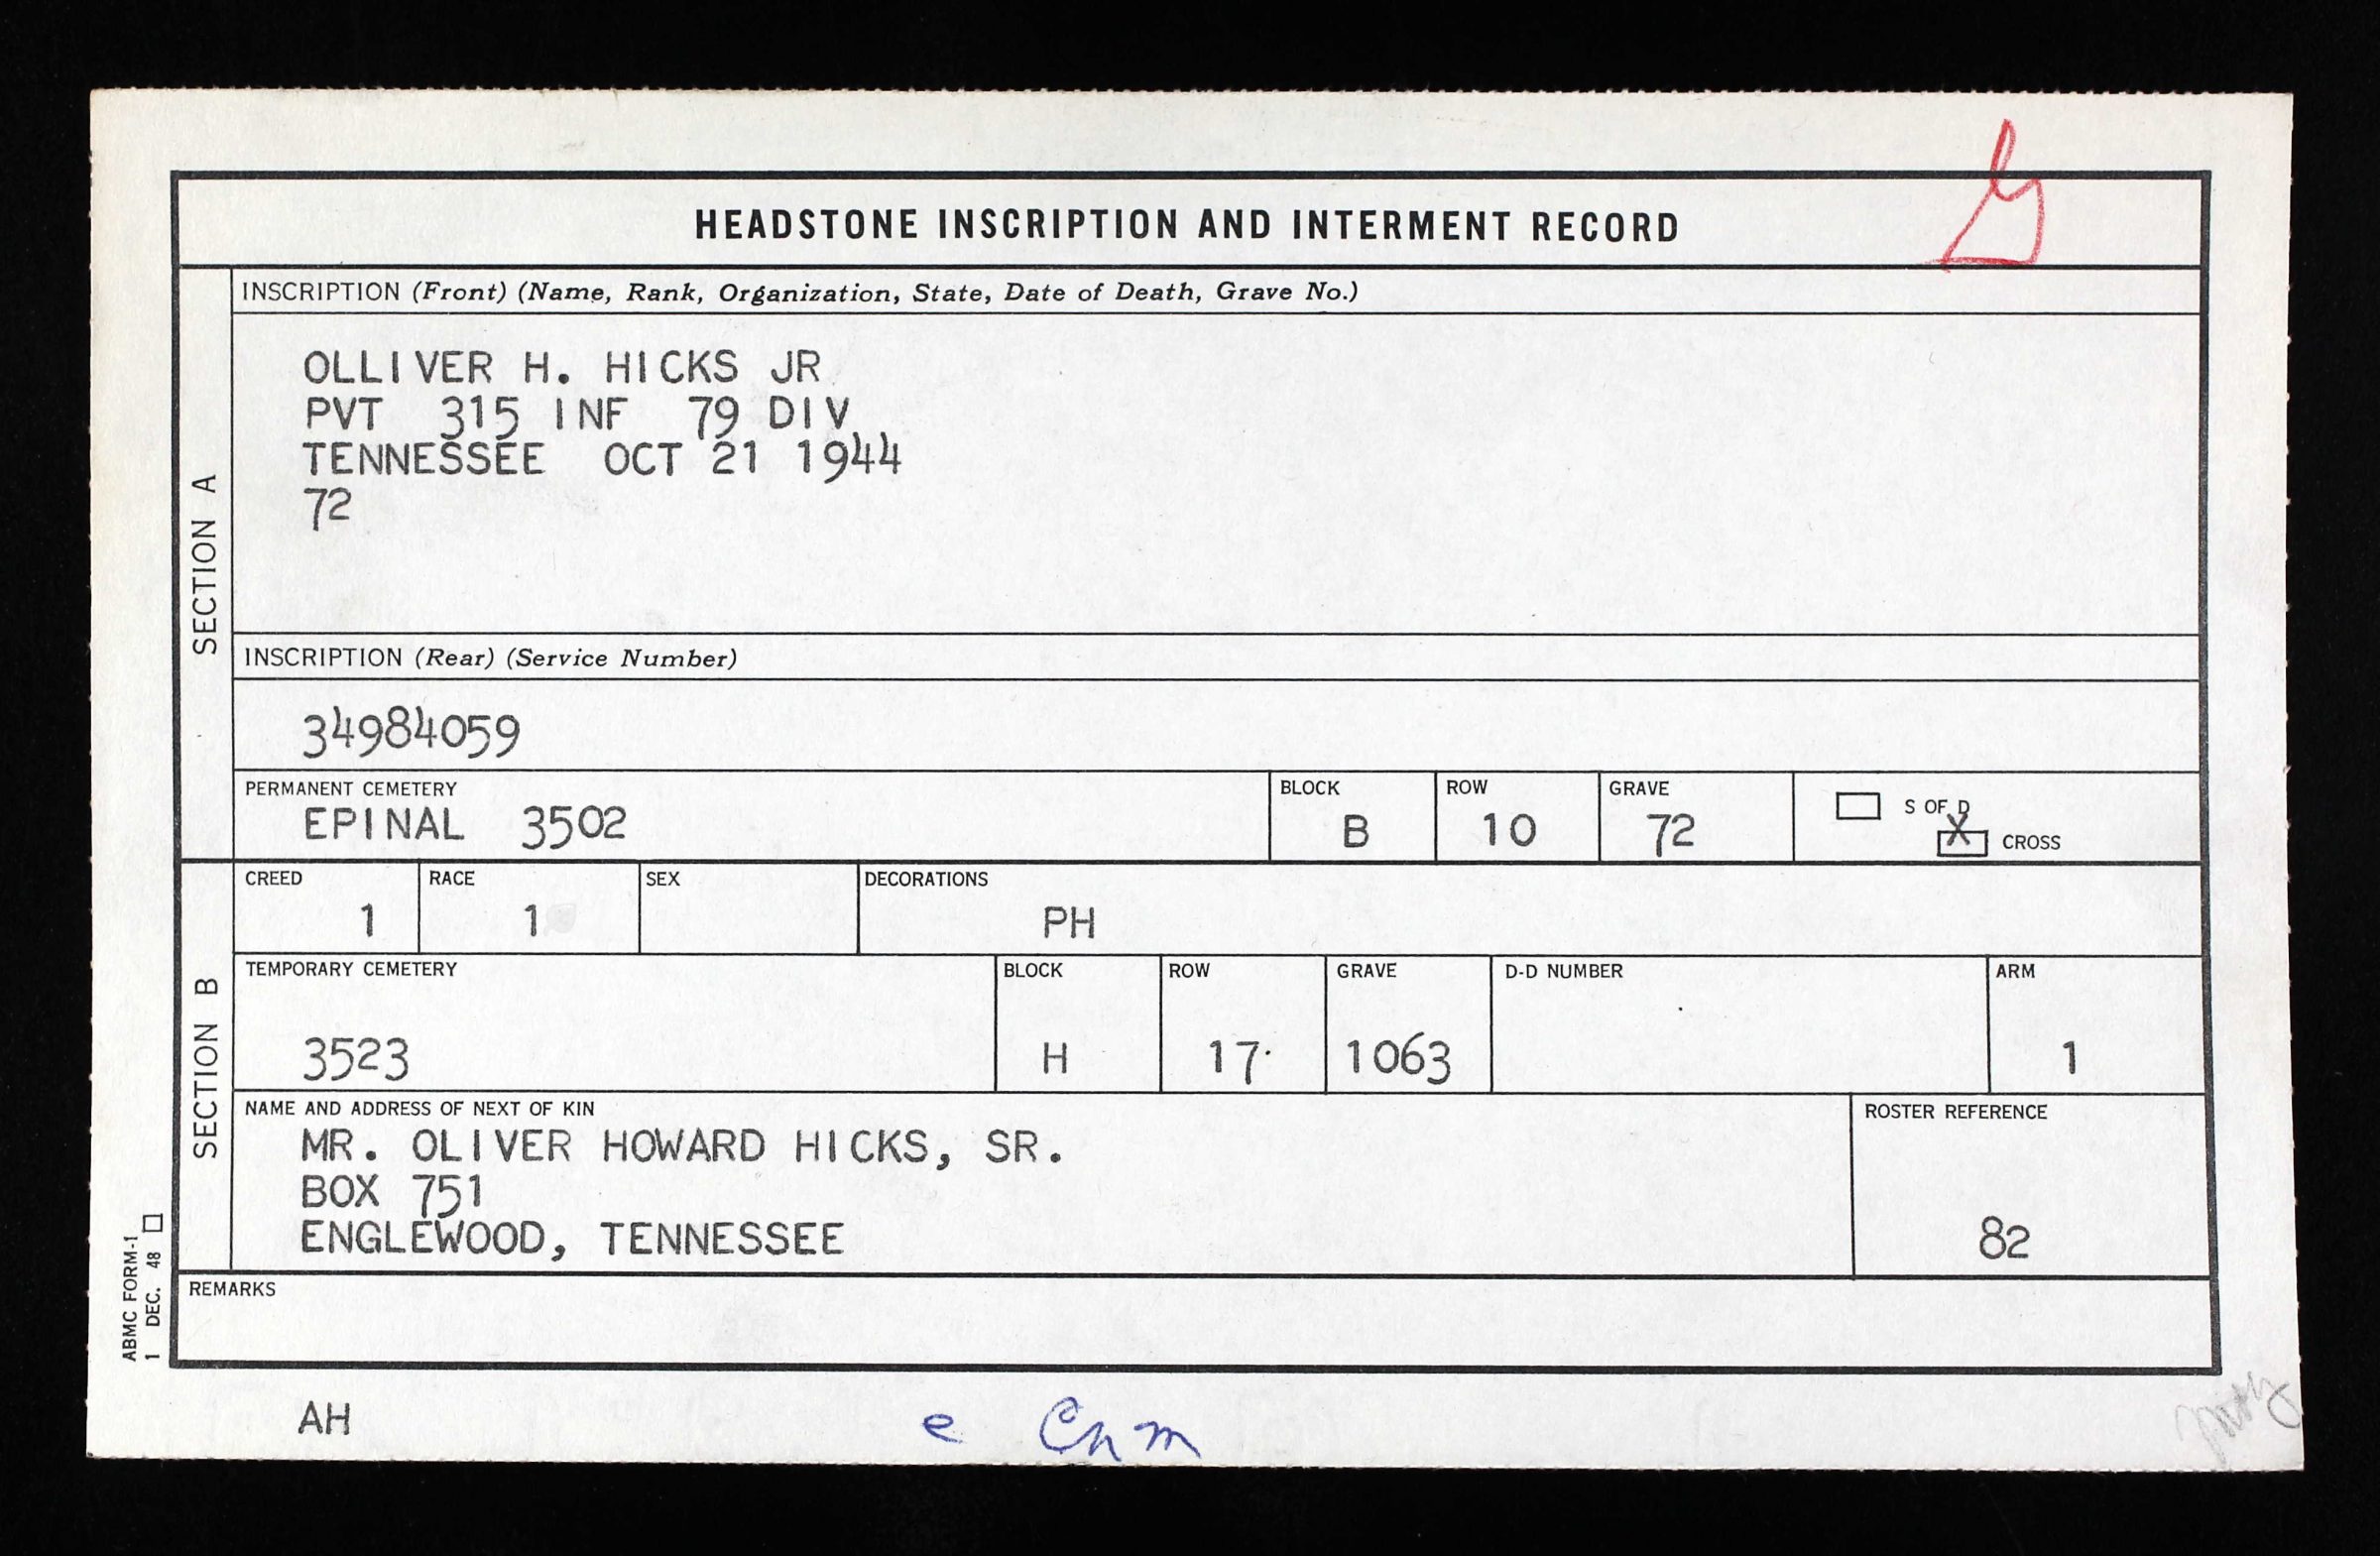 HEADSTONE INSCRIPTION AND INTERMENT RECORD
SECTION A
INSCRIPTION (Front) (Name, Rank, Organization, State, Date of Death, Grave No.)
OLLIVER H. HICKS JR
PVT 315 INF 79 DIV
TENNESSEE OCT 21 1944
72
INSCRIPTION (Rear) (Service Number)
34984059
PERMANENT CEMETERY BLOCK ROW GRAVE
EPINAL 3502 B 10 72
S OF D
X CROSS
SECTION B
CREED RACE SEX DECORATIONS
1 1 PH
TEMPORARY CEMETERY BLOCK ROW GRAVE D-D NUMBER ARM
3523 H 17 1063 1
NAME AND ADDRESS OF NEXT OF KIN ROSTER REFERENCE
MR. OLIVER HOWARD HICKS, SR.
BOX 751
ENGLEWOOD, TENNESSEE 82
REMARKS
ABMC FORM-1
1 DEC. 48
AH e Cnm